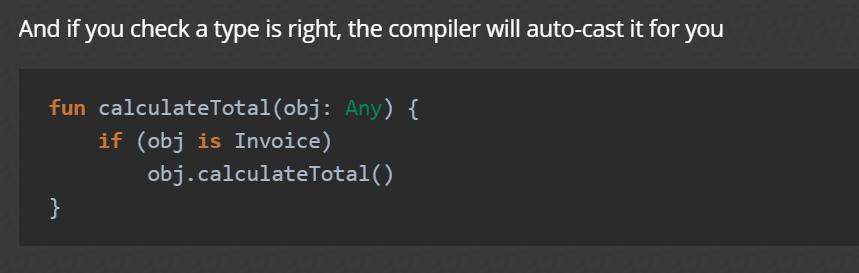 And if you check a type is right, the compiler will auto-cast it for you
fun calculateTotal(obj: Any) {
    if (obj is Invoice)
        obj.calculateTotal()
}